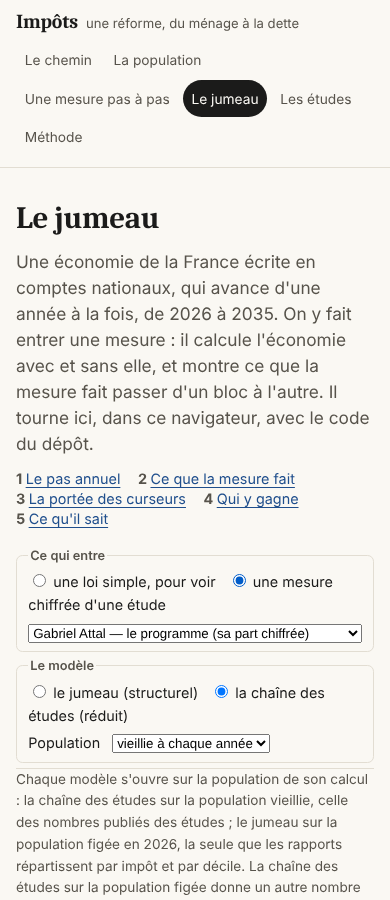 Impôts une réforme, du ménage à la dette
Le chemin La population
Une mesure pas à pas Le jumeau Les études
Méthode
Le jumeau
Une économie de la France écrite en
comptes nationaux, qui avance d'une
année à la fois, de 2026 à 2035. On y fait
entrer une mesure : il calcule l'économie
avec et sans elle, et montre ce que la
mesure fait passer d'un bloc à l'autre. Il
tourne ici, dans ce navigateur, avec le code
du dépôt.
1 Le pas annuel 2 Ce que la mesure fait
3 La portée des curseurs 4 Qui y gagne
5 Ce qu'il sait
Ce qui entre
une loi simple, pour voir une mesure
chiffrée d'une étude
Gabriel Attal — le programme (sa part chiffré)
Le modèle
le jumeau (structurel) la chaîne des
études (réduit)
Population vieillie à chaque année
Chaque modèle s'ouvre sur la population de son calcul
: la chaîne des études sur la population vieillie, celle
des nombres publiés des études ; le jumeau sur la
population figée en 2026, la seule que les rapports
répartissent par impôt et par décile. La chaîne des
études sur la population figée donne un autre nombre